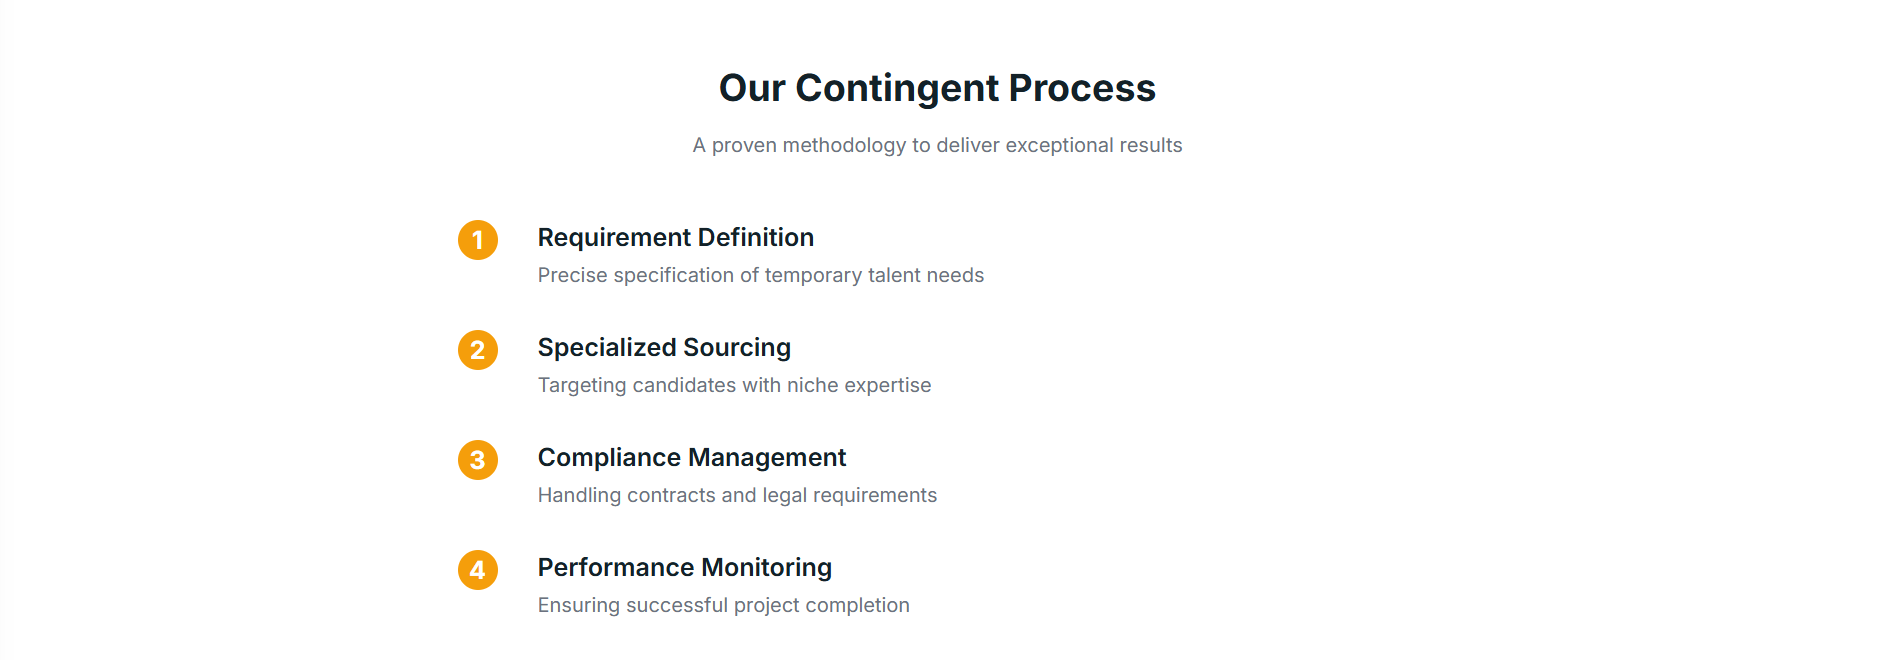 Our Contingent Process
A proven methodology to deliver exceptional results
1
Requirement Definition
Precise specification of temporary talent needs
2
Specialized Sourcing
Targeting candidates with niche expertise
3
Compliance Management
Handling contracts and legal requirements
4
Performance Monitoring
Ensuring successful project completion